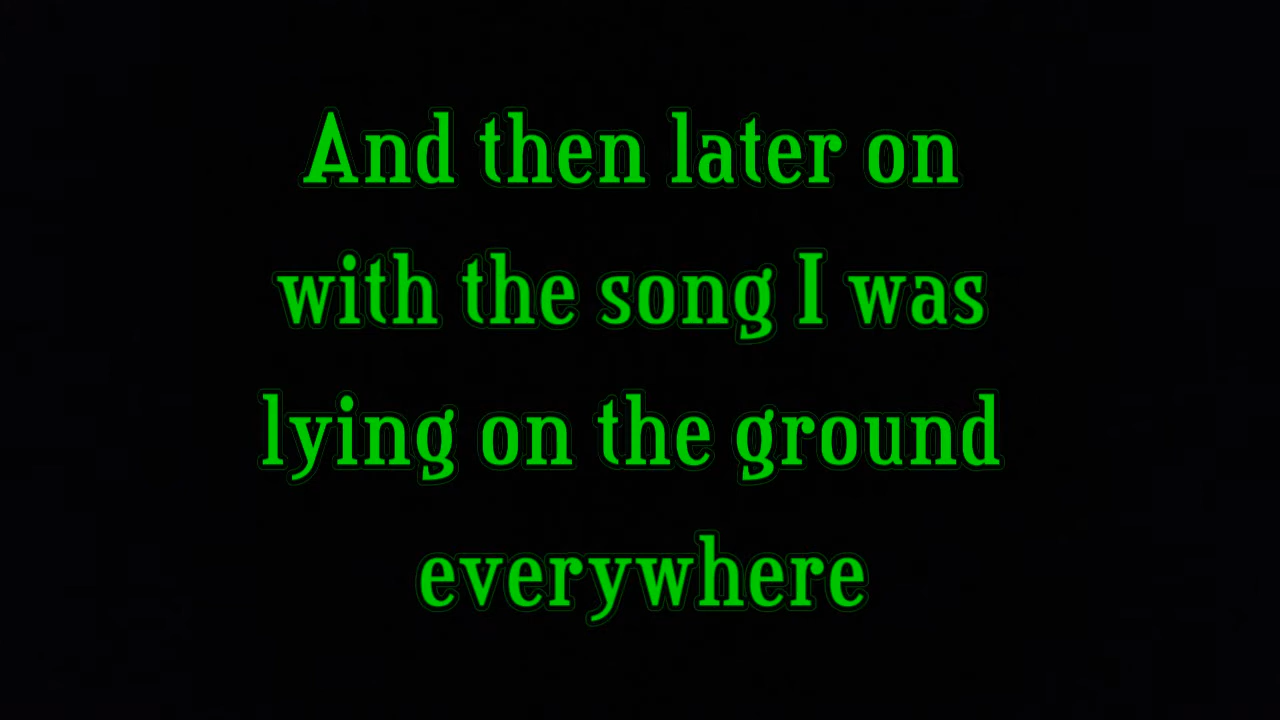 And then later on
with the song I was
lying on the ground
everywhere